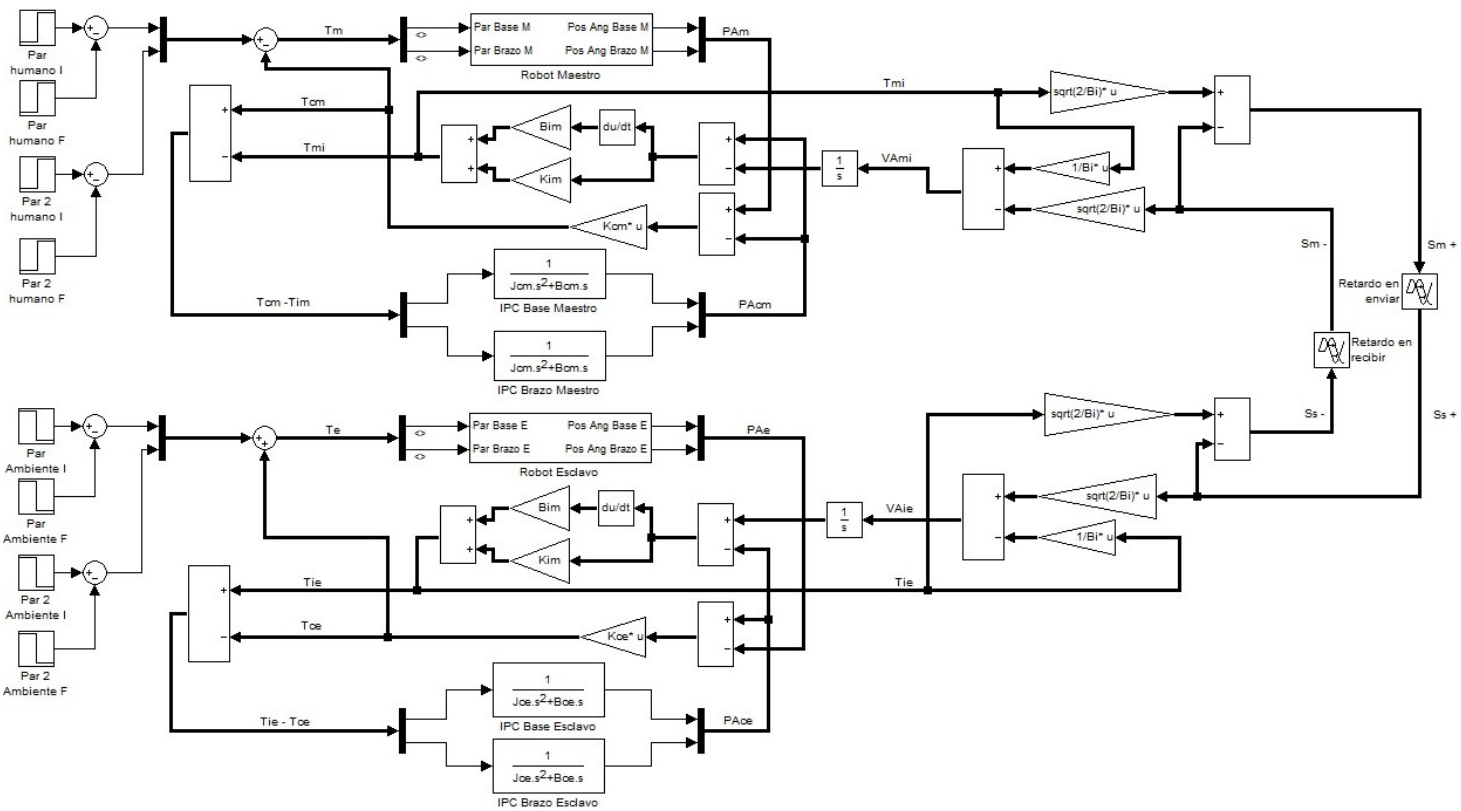 Par
humano I
Par
humano F
Par 2
humano I
Par 2
humano F
+
-
+
-
+
-
Tm
<>
<>
Par Base M
Pos Ang Base M
Par Brazo M
Pos Ang Brazo M
Robot Maestro
PAm
Tcm
+
Tmi
-
+
+
Bim
du/dt
Kim
+
-
+
-
Kcm* u
1
s
VAmi
Tmi
sqrt(2/Bi)* u
+
-
1/Bi* u
+
-
sqrt(2/Bi)* u
Sm -
Sm +
Retardo en
enviar
Retardo en
recibir
Tcm -Tim
1
Jcm.s2+Bcm.s
IPC Base Maestro
PAcm
1
Jcm.s2+Bcm.s
IPC Brazo Maestro
Par
Ambiente I
Par
Ambiente F
Par 2
Ambiente I
Par 2
Ambiente F
+
-
+
-
+
+
Te
<>
<>
Par Base E
Pos Ang Base E
Par Brazo E
Pos Ang Brazo E
Robot Esclavo
PAe
sqrt(2/Bi)* u
+
-
Ss -
Ss +
+
+
Bim
du/dt
Kim
+
-
1
s
VAie
+
-
sqrt(2/Bi)* u
1/Bi* u
Tie
+
Tie
Tce
-
Kce* u
+
-
Tie - Tce
1
Jce.s2+Bce.s
IPC Base Esclavo
PAce
1
Jce.s2+Bce.s
IPC Brazo Esclavo